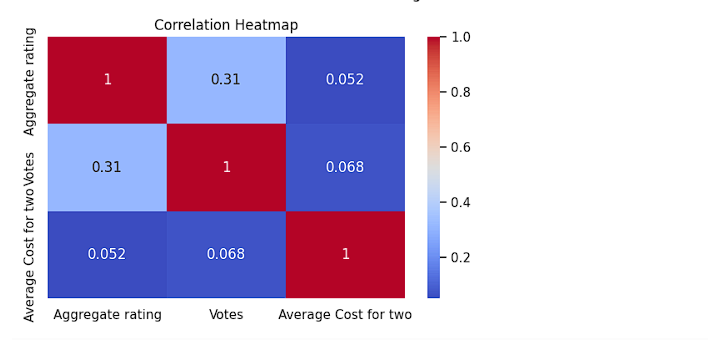 Correlation Heatmap
Aggregate rating
1 0.31 0.052
1.0
0.8
Votes
0.31 1 0.068
0.6
0.4
Average Cost for two
0.052 0.068 1
0.2
Aggregate rating Votes Average Cost for two